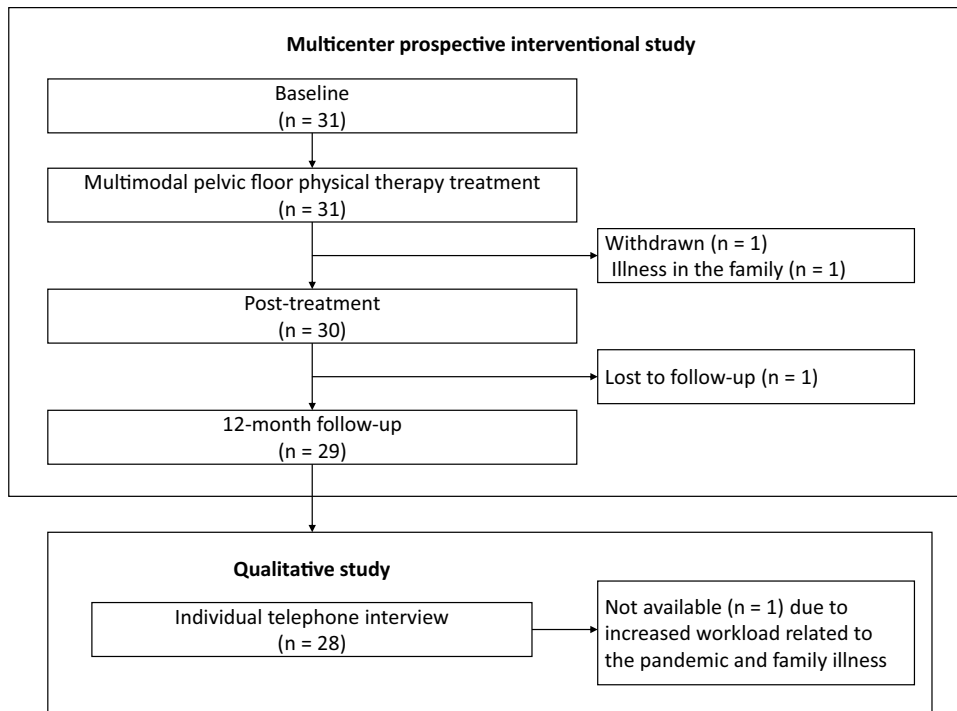 Multicenter prospective interventional study
Baseline
(n = 31)
Multimodal pelvic floor physical therapy treatment
(n = 31)
Withdrawn (n = 1)
Illness in the family (n = 1)
Post-treatment
(n = 30)
Lost to follow-up (n = 1)
12-month follow-up
(n = 29)
Qualitative study
Individual telephone interview
(n = 28)
Not available (n = 1) due to
increased workload related to
the pandemic and family illness